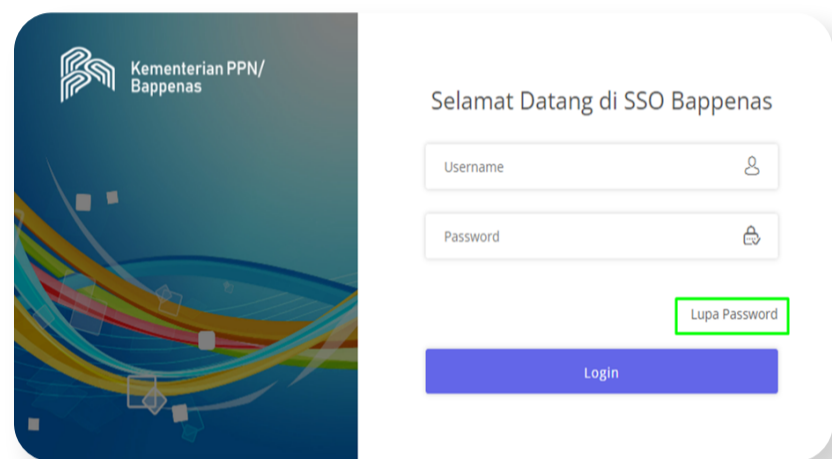 Kementerian PPN/
Bappenas
Selamat Datang di SSO Bappenas
Username
Password
Lupa Password
Login